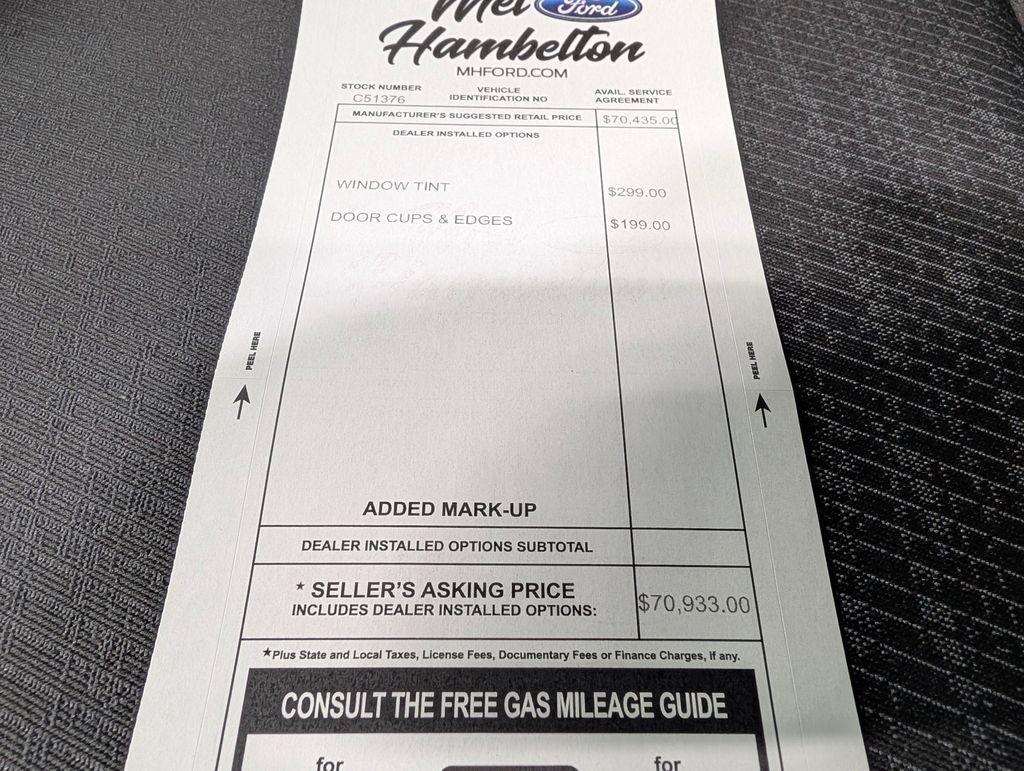 Mel Ford
Hambelton
MHFORD.COM
STOCK NUMBER
C51376
VEHICLE
IDENTIFICATION NO
AVAIL. SERVICE
AGREEMENT
MANUFACTURER'S SUGGESTED RETAIL PRICE $70,435.00
DEALER INSTALLED OPTIONS
WINDOW TINT $299.00
DOOR CUPS & EDGES $199.00
PEEL HERE
PEEL HERE
ADDED MARK-UP
DEALER INSTALLED OPTIONS SUBTOTAL
* SELLER'S ASKING PRICE
INCLUDES DEALER INSTALLED OPTIONS: $70,933.00
*Plus State and Local Taxes, License Fees, Documentary Fees or Finance Charges, if any.
CONSULT THE FREE GAS MILEAGE GUIDE
for for